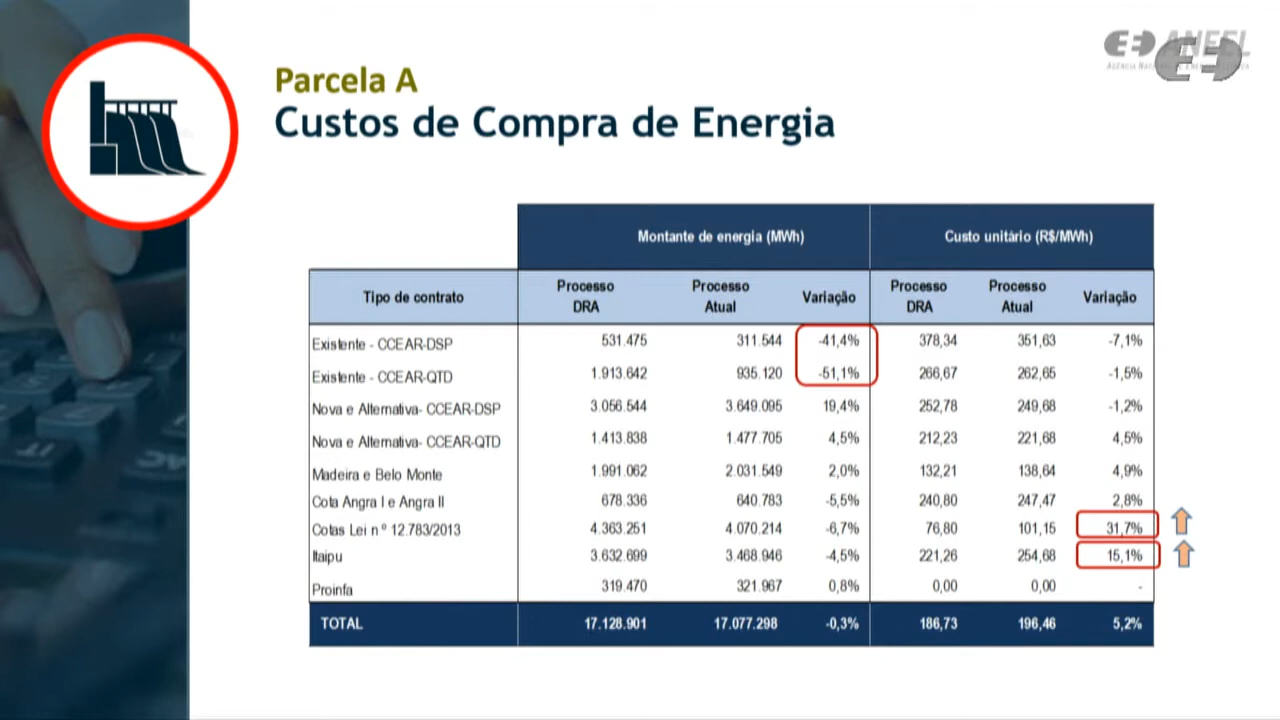 ANEEL
AGÊNCIA NACIONAL DE ENERGIA ELÉTRICA
Parcela A
Custos de Compra de Energia
Montante de energia (MWh) Custo unitário (R$/MWh)
Tipo de contrato Processo DRA Processo Atual Variação Processo DRA Processo Atual Variação
Existente - CCEAR-DSP 531.475 311.544 -41,4% 378,34 351,63 -7,1%
Existente - CCEAR-QTD 1.913.642 935.120 -51,1% 266,67 262,65 -1,5%
Nova e Alternativa- CCEAR-DSP 3.056.544 3.649.095 19,4% 252,78 249,68 -1,2%
Nova e Alternativa- CCEAR-QTD 1.413.838 1.477.705 4,5% 212,23 221,68 4,5%
Madeira e Belo Monte 1.991.062 2.031.549 2,0% 132,21 138,64 4,9%
Cota Angra I e Angra II 678.336 640.783 -5,5% 240,80 247,47 2,8%
Cotas Lei nº 12.783/2013 4.363.251 4.070.214 -6,7% 76,80 101,15 31,7%
Itaipu 3.632.699 3.468.946 -4,5% 221,26 254,68 15,1%
Proinfa 319.470 321.967 0,8% 0,00 0,00 -
TOTAL 17.128.901 17.077.298 -0,3% 186,73 196,46 5,2%